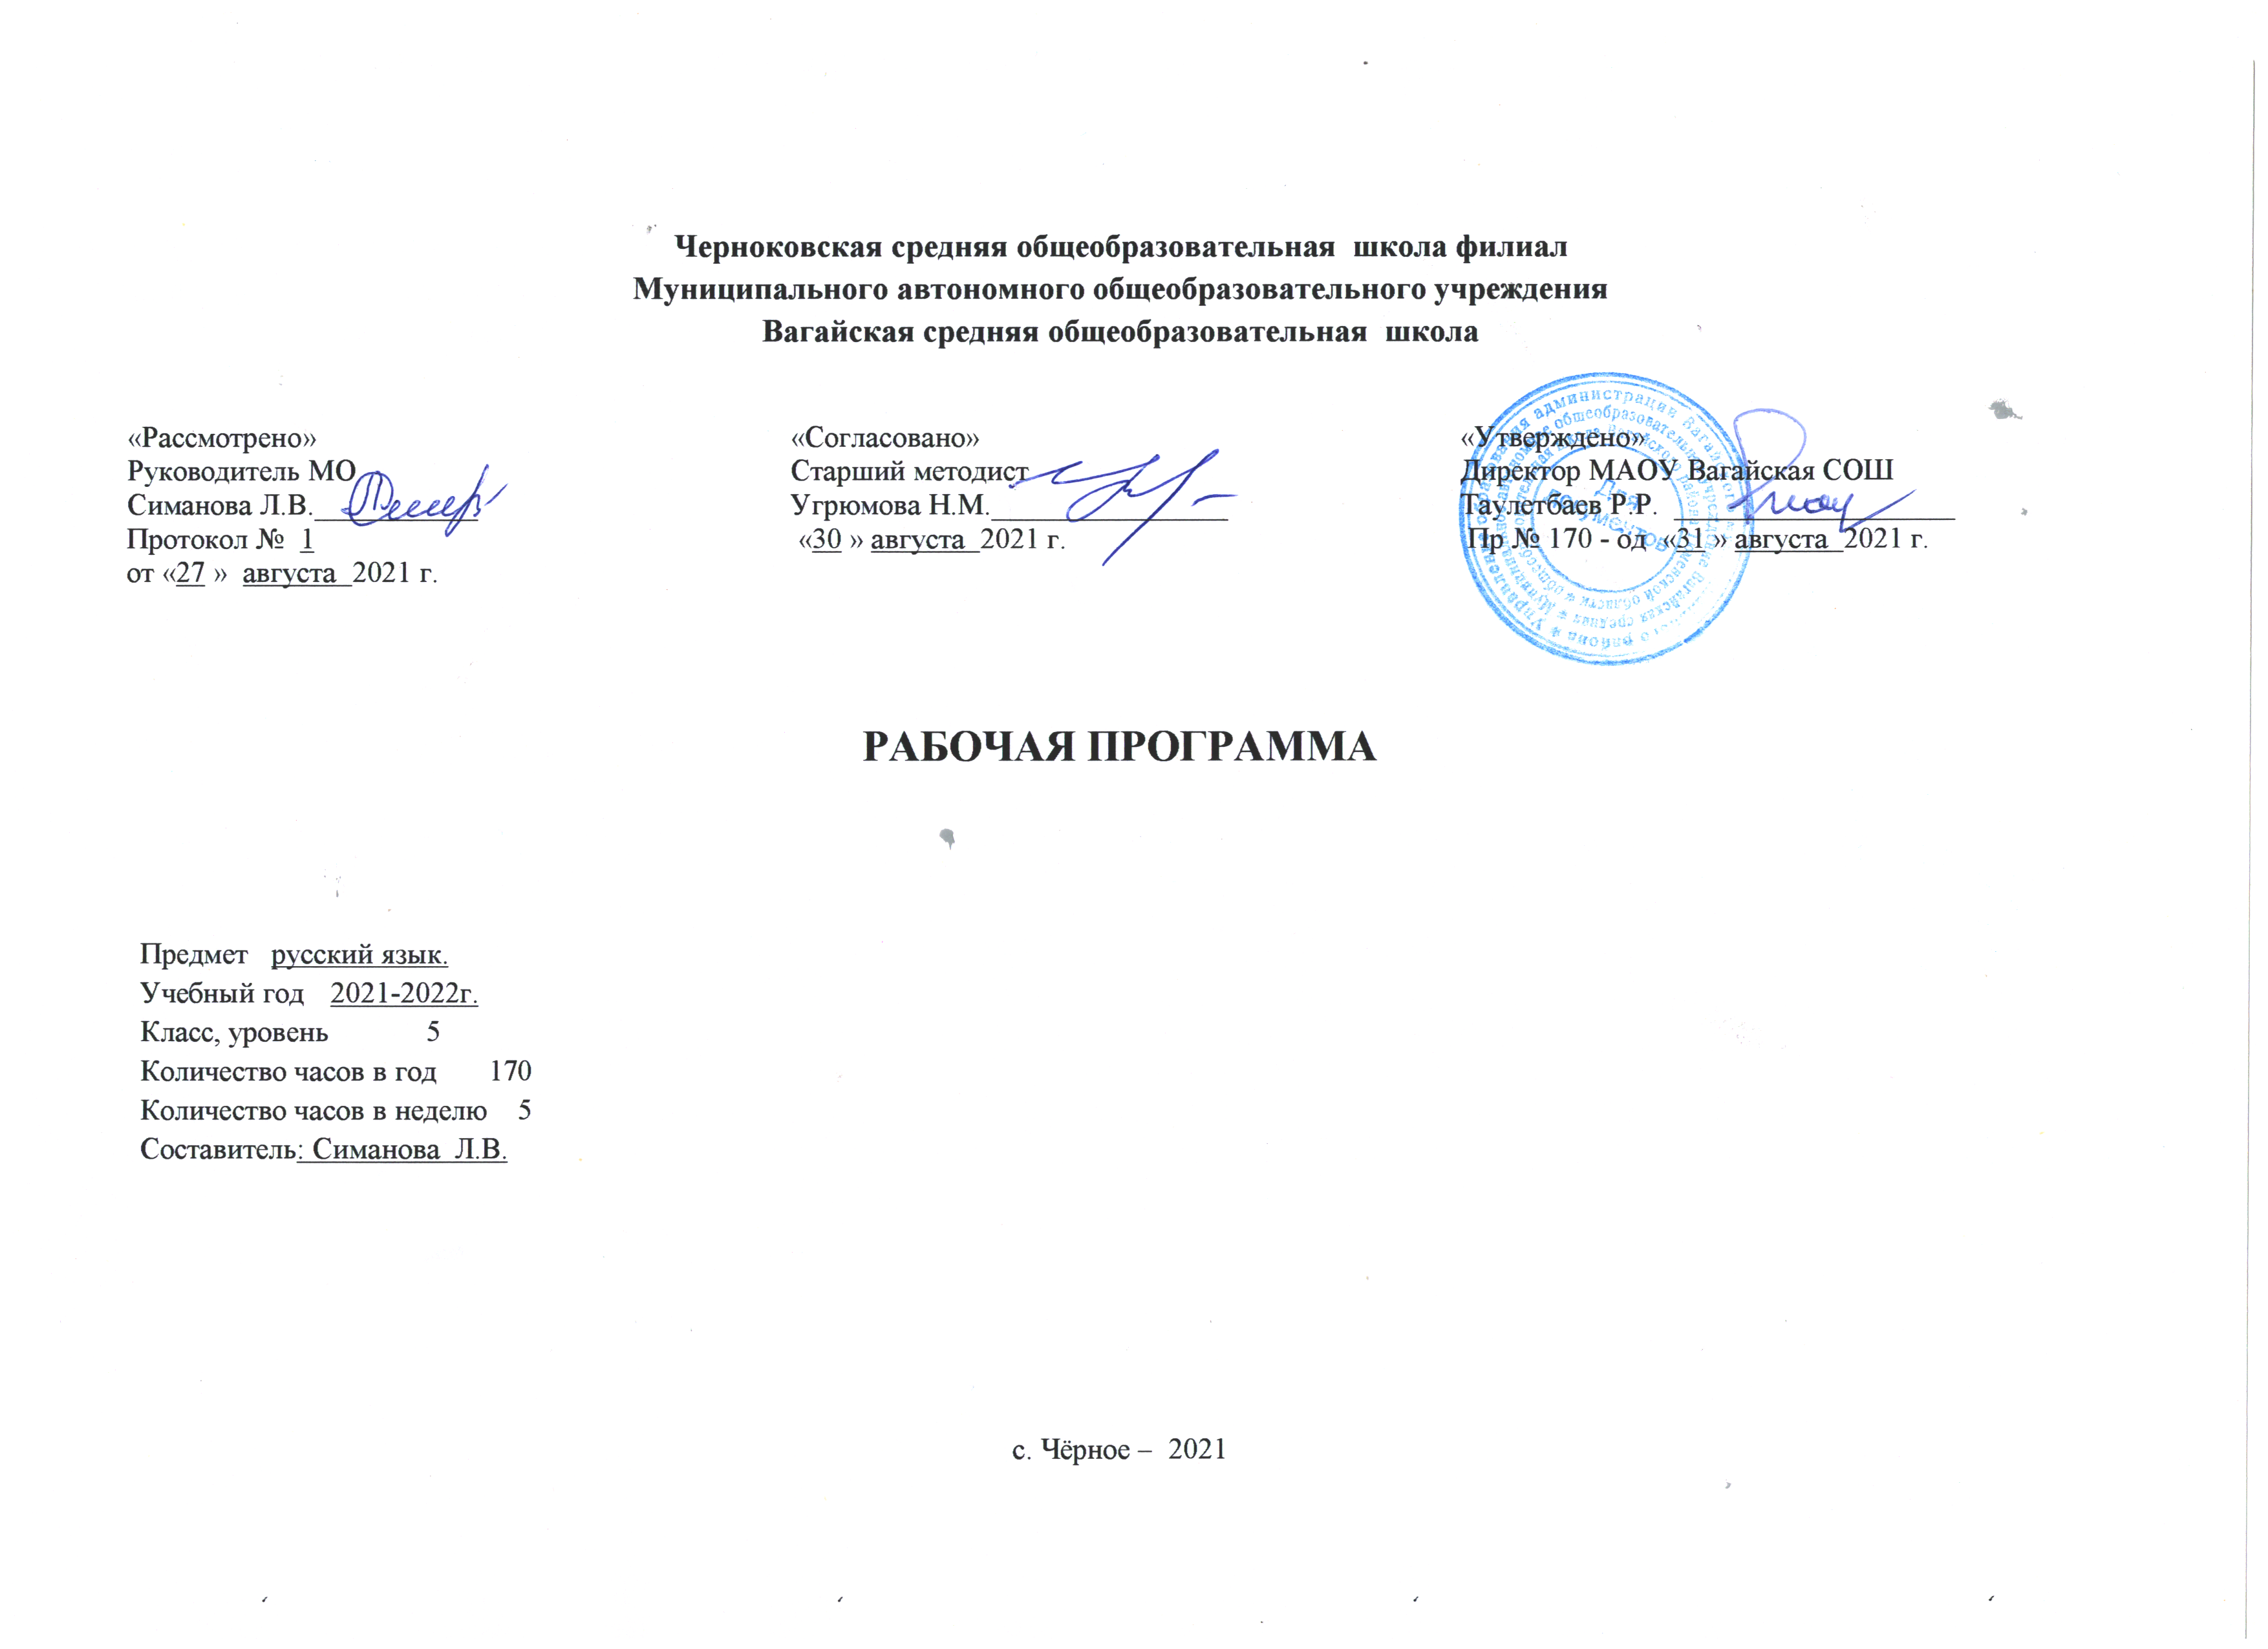 Черноковская средняя общеобразовательная школа филиал
Муниципального автономного общеобразовательного учреждения
Вагайская средняя общеобразовательная школа
«Рассмотрено»
Руководитель МО
Симанова Л.В.
Протокол № 1
от «27 » августа 2021 г.
«Согласовано»
Старший методист
Угрюмова Н.М.
«30 » августа 2021 г.
«Утверждено»
Директор МАОУ Вагайская СОШ
Таулетбаев Р.Р.
Пр № 170 - од «31 » августа 2021 г.
Для
документов
РАБОЧАЯ ПРОГРАММА
Предмет русский язык.
Учебный год 2021-2022г.
Класс, уровень 5
Количество часов в год 170
Количество часов в неделю 5
Составитель: Симанова Л.В.
с. Чёрное – 2021